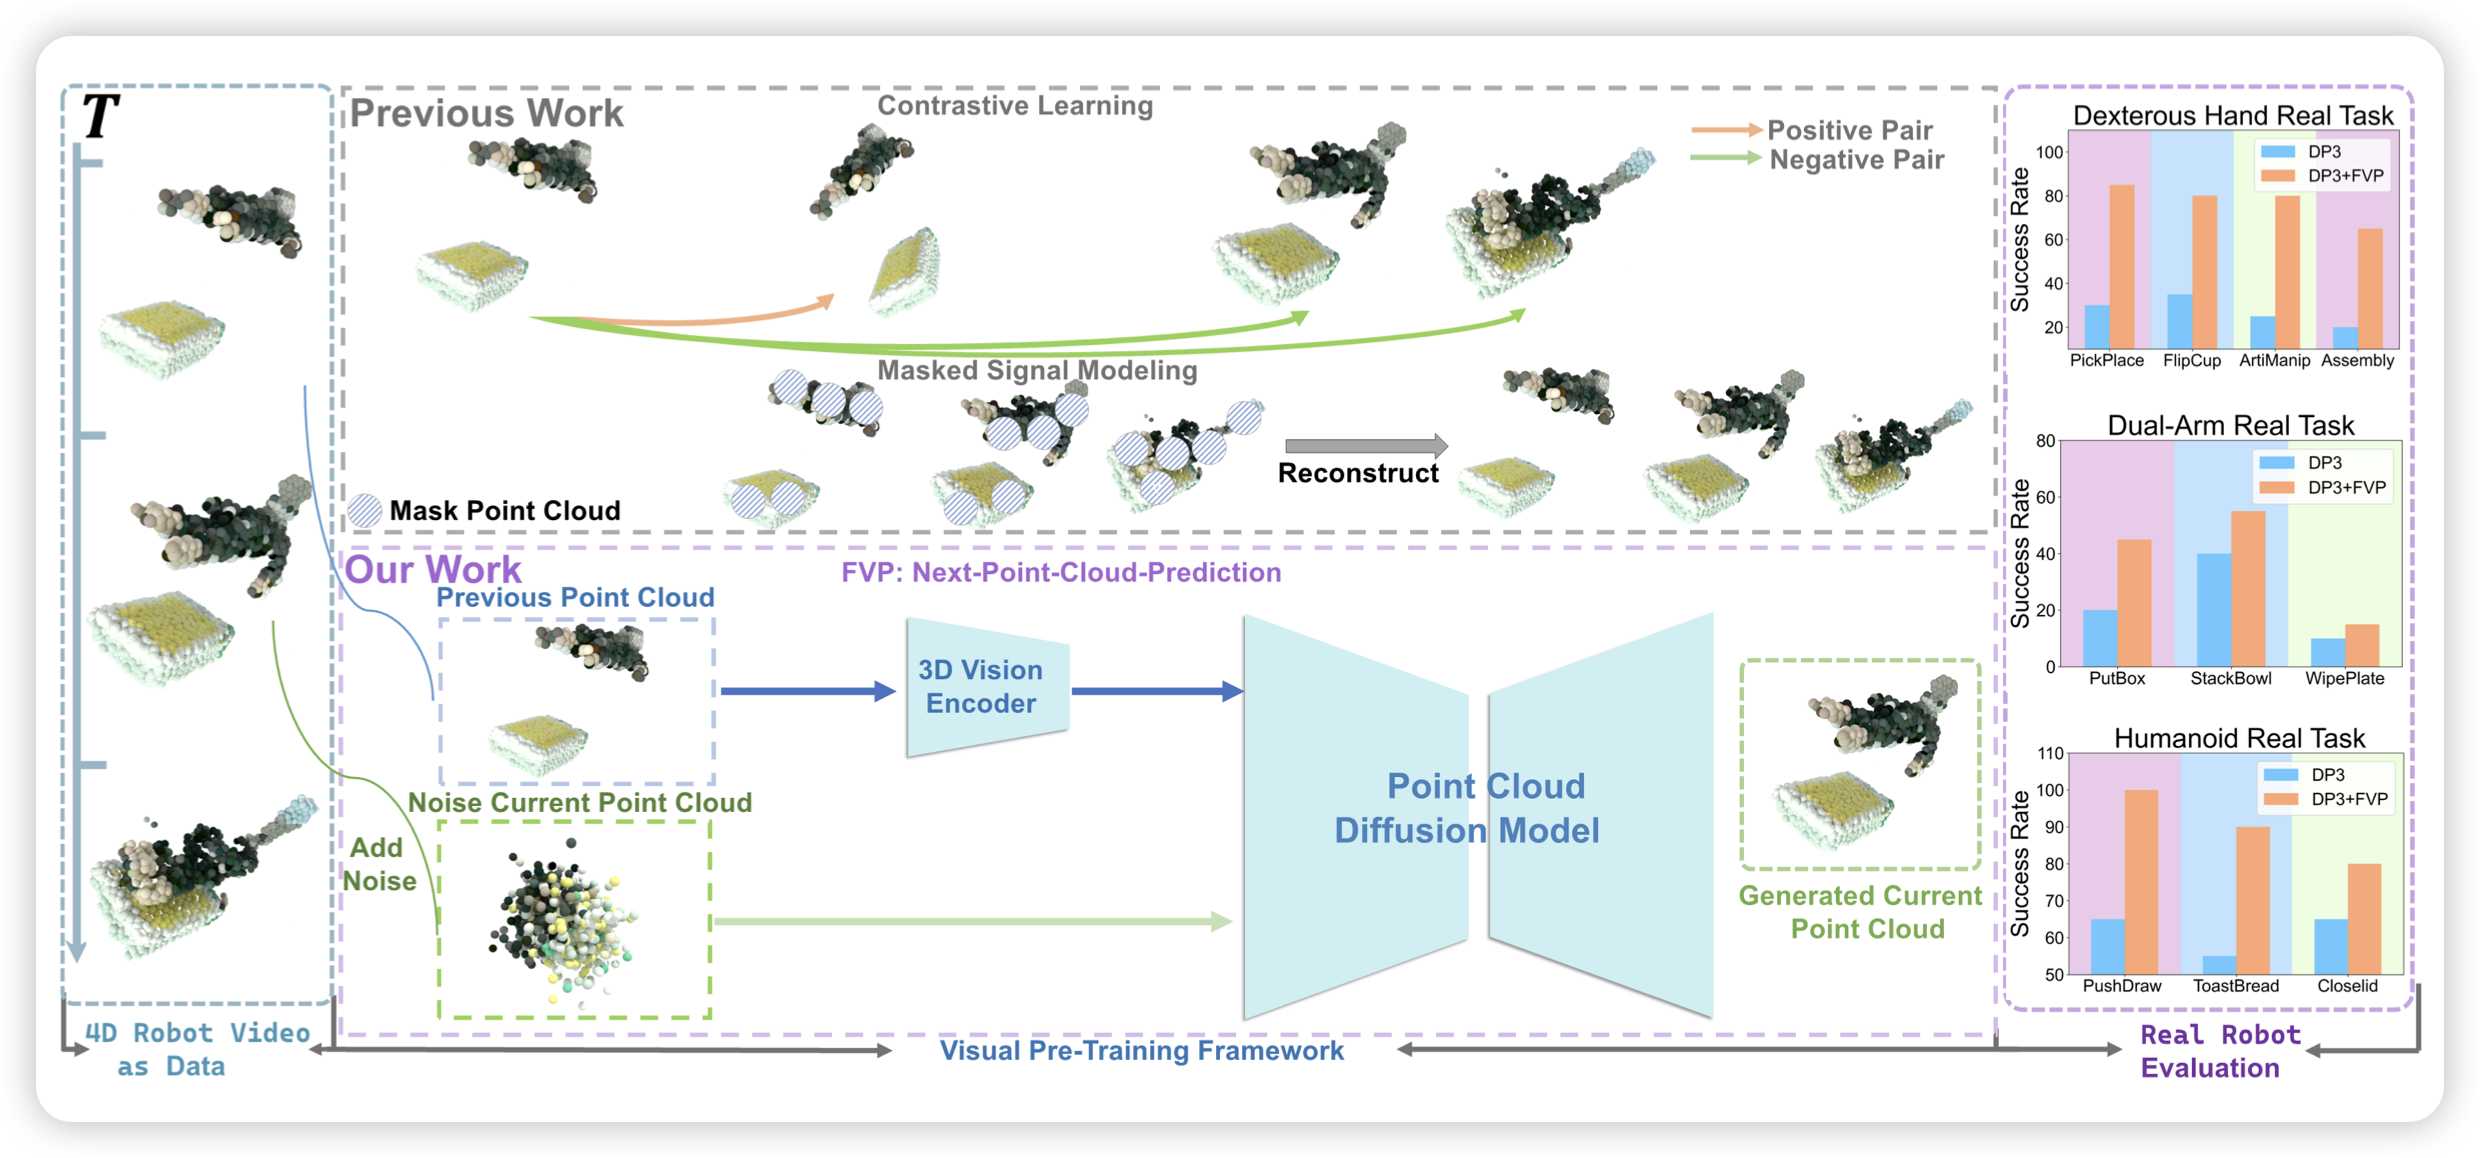 T
Previous Work
Contrastive Learning
Positive Pair
Negative Pair
Masked Signal Modeling
Reconstruct
Mask Point Cloud
Our Work
FVP: Next-Point-Cloud-Prediction
Previous Point Cloud
3D Vision
Encoder
Noise Current Point Cloud
Add
Noise
Point Cloud
Diffusion Model
Generated Current
Point Cloud
4D Robot Video
as Data
Visual Pre-Training Framework
Real Robot
Evaluation
Dexterous Hand Real Task
DP3
DP3+FVP
Success Rate
100
80
60
40
20
PickPlace FlipCup ArtiManip Assembly
Dual-Arm Real Task
DP3
DP3+FVP
Success Rate
80
60
40
20
0
PutBox StackBowl WipePlate
Humanoid Real Task
DP3
DP3+FVP
Success Rate
110
100
90
80
70
60
50
PushDraw ToastBread Closelid